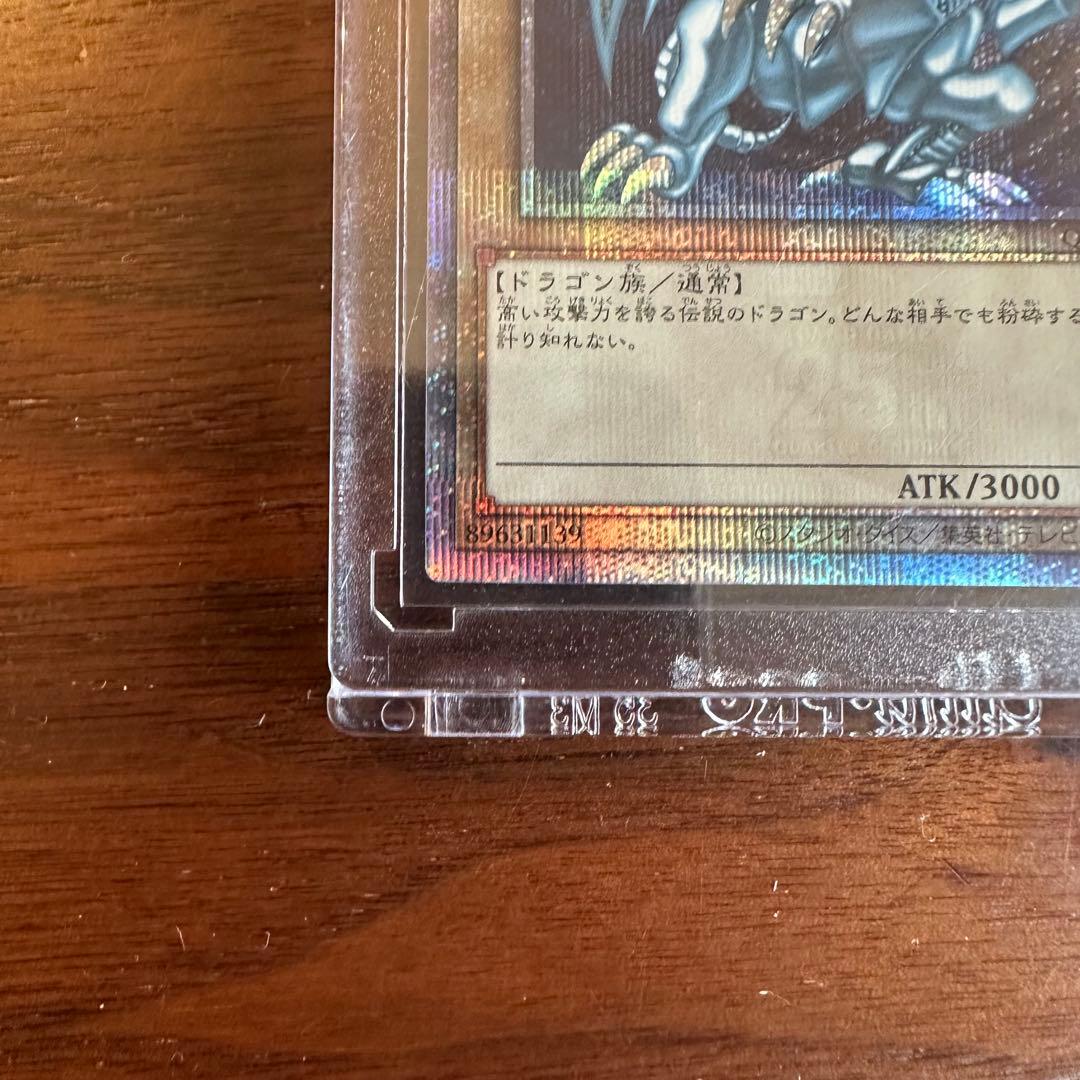 【ドラゴン族／通常】
高い攻撃力を誇る伝説のドラゴン。どんな相手でも粉砕する
計り知れない。
ATK/3000
89631139
©スタジオ・ダイス／集英社・テレビ